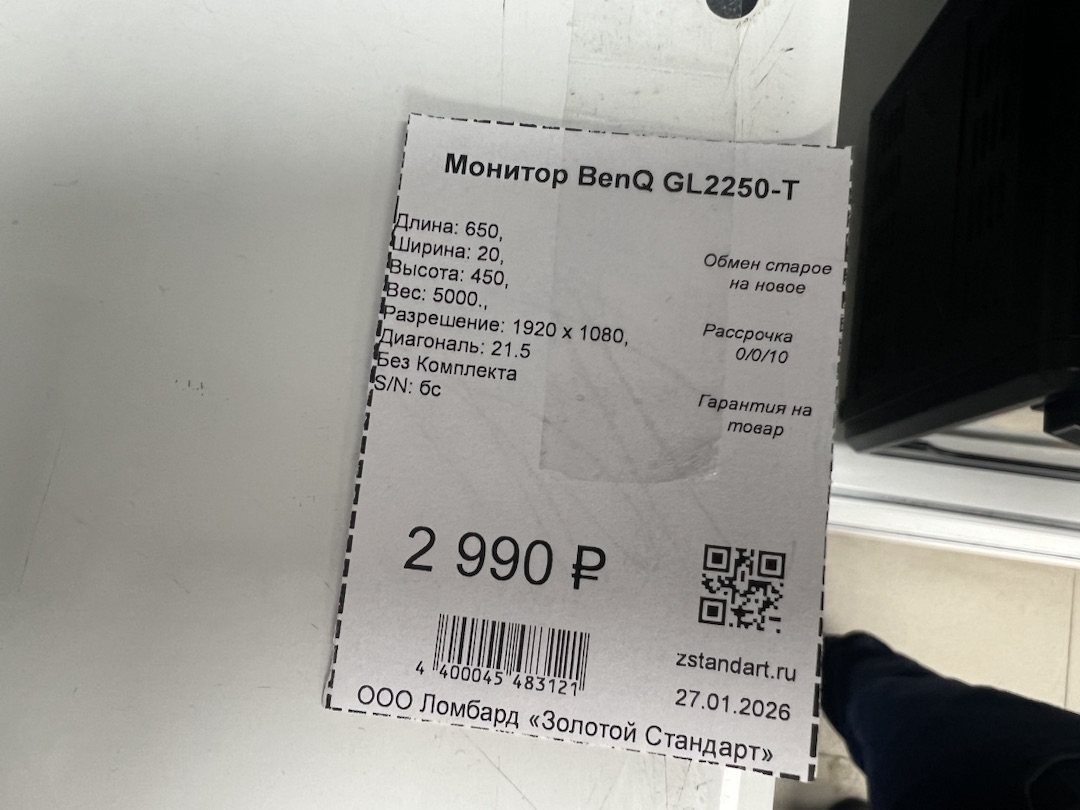 Монитор BenQ GL2250-T
Длина: 650,
Ширина: 20,
Высота: 450,
Вес: 5000.,
Разрешение: 1920 x 1080,
Диагональ: 21.5
Без Комплекта
S/N: бс
Обмен старое
на новое
Рассрочка
0/0/10
Гарантия на
товар
2 990 ₽
4 400045 483121
zstandart.ru
27.01.2026
ООО Ломбард «Золотой Стандарт»